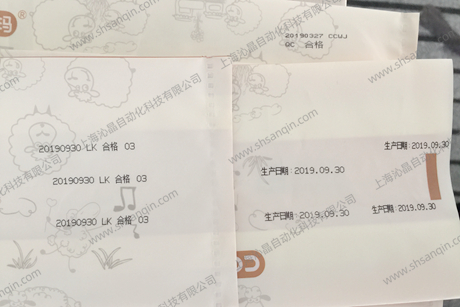 玛®
20190327 CCWJ
QC 合格
20190930 LK 合格 03
20190930 LK 合格 03
20190930 LK 合格 03
生产日期:2019.09.30
生产日期:2019.09.30
生产日期:2019.09.30
生产日期:2019.09.30
上海沁晶自动化科技有限公司
www.shsanqin.com